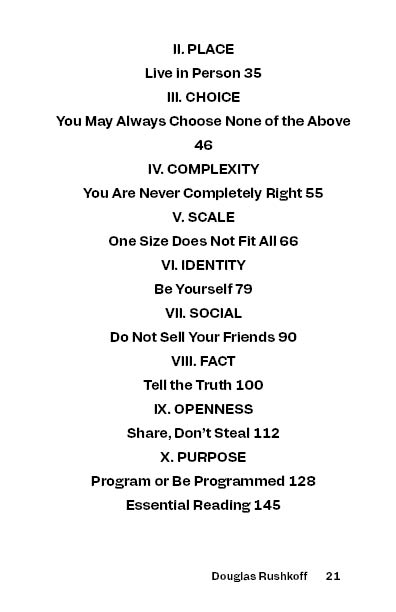 II. PLACE
Live in Person 35
III. CHOICE
You May Always Choose None of the Above
46
IV. COMPLEXITY
You Are Never Completely Right 55
V. SCALE
One Size Does Not Fit All 66
VI. IDENTITY
Be Yourself 79
VII. SOCIAL
Do Not Sell Your Friends 90
VIII. FACT
Tell the Truth 100
IX. OPENNESS
Share, Don’t Steal 112
X. PURPOSE
Program or Be Programmed 128
Essential Reading 145
Douglas Rushkoff 21